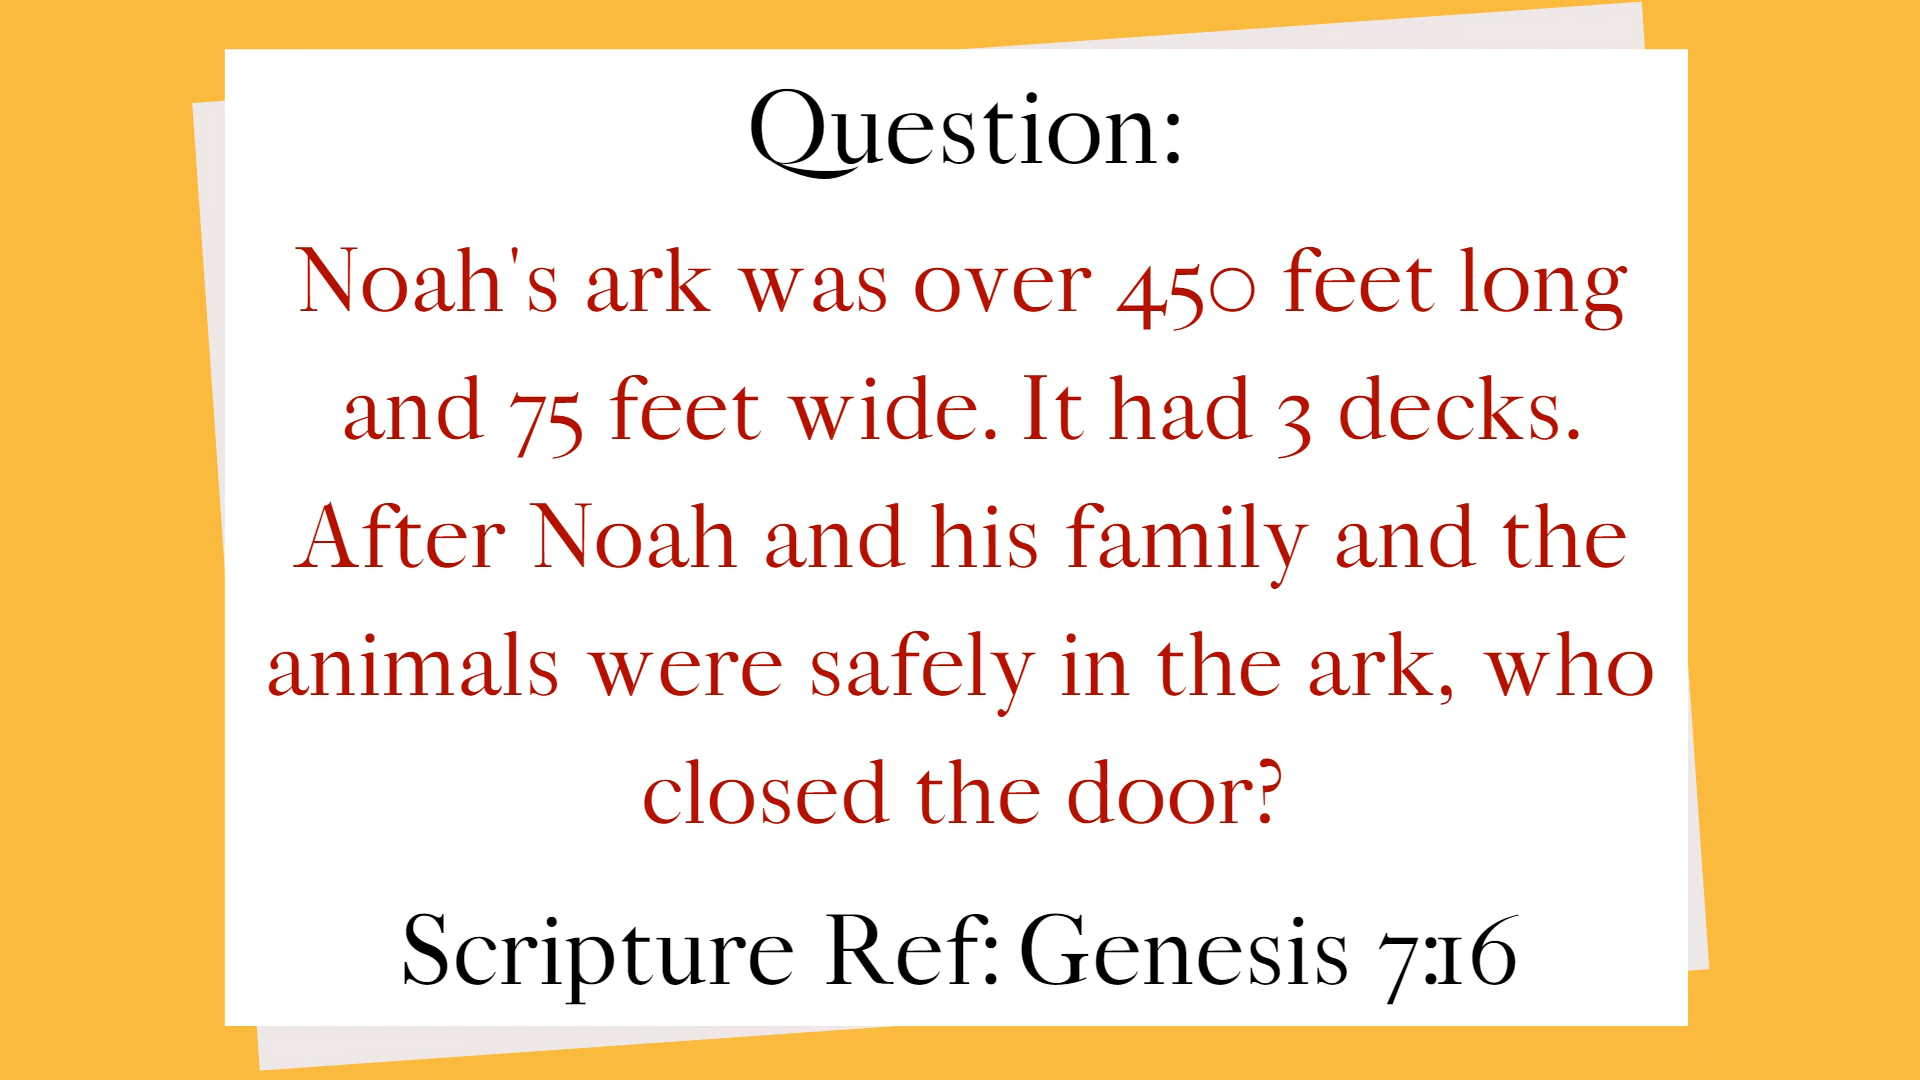 Question:
Noah's ark was over 450 feet long
and 75 feet wide. It had 3 decks.
After Noah and his family and the
animals were safely in the ark, who
closed the door?
Scripture Ref: Genesis 7:16